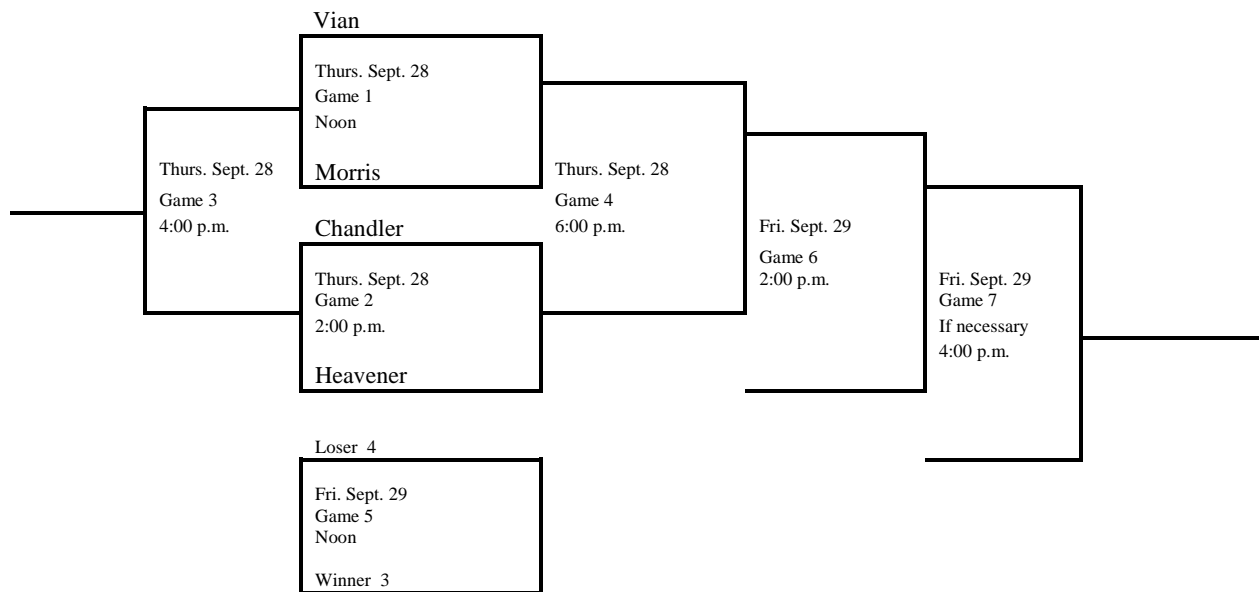 Vian
Thurs. Sept. 28
Game 1
Noon
Morris
Thurs. Sept. 28
Game 3
4:00 p.m.
Thurs. Sept. 28
Game 4
6:00 p.m.
Chandler
Thurs. Sept. 28
Game 2
2:00 p.m.
Heavener
Fri. Sept. 29
Game 6
2:00 p.m.
Fri. Sept. 29
Game 7
If necessary
4:00 p.m.
Loser 4
Fri. Sept. 29
Game 5
Noon
Winner 3